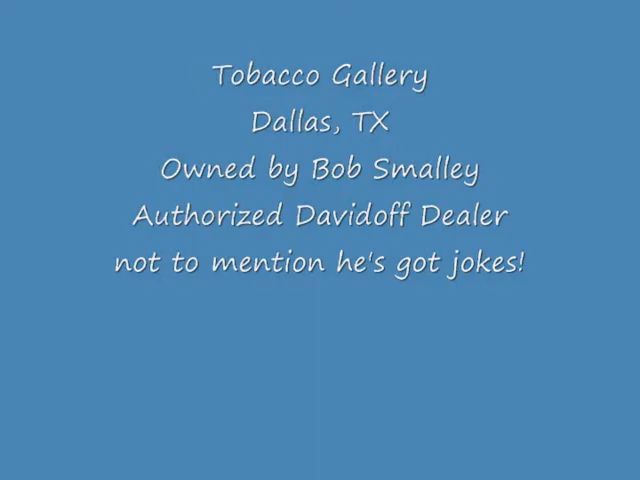 Tobacco Gallery
Dallas, TX
Owned by Bob Smalley
Authorized Davidoff Dealer
not to mention he's got jokes!